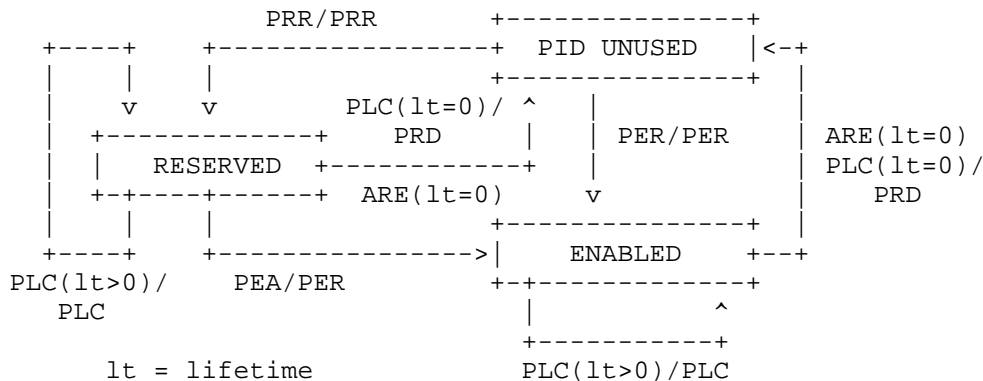 PRR/PRR
PID UNUSED
PLC(lt=0)/
PRD
PER/PER
ARE(lt=0)
RESERVED
PLC(lt=0)/
ARE(lt=0)
PRD
ENABLED
PLC(lt>0)/
PEA/PER
PLC
lt = lifetime
PLC(lt>0)/PLC